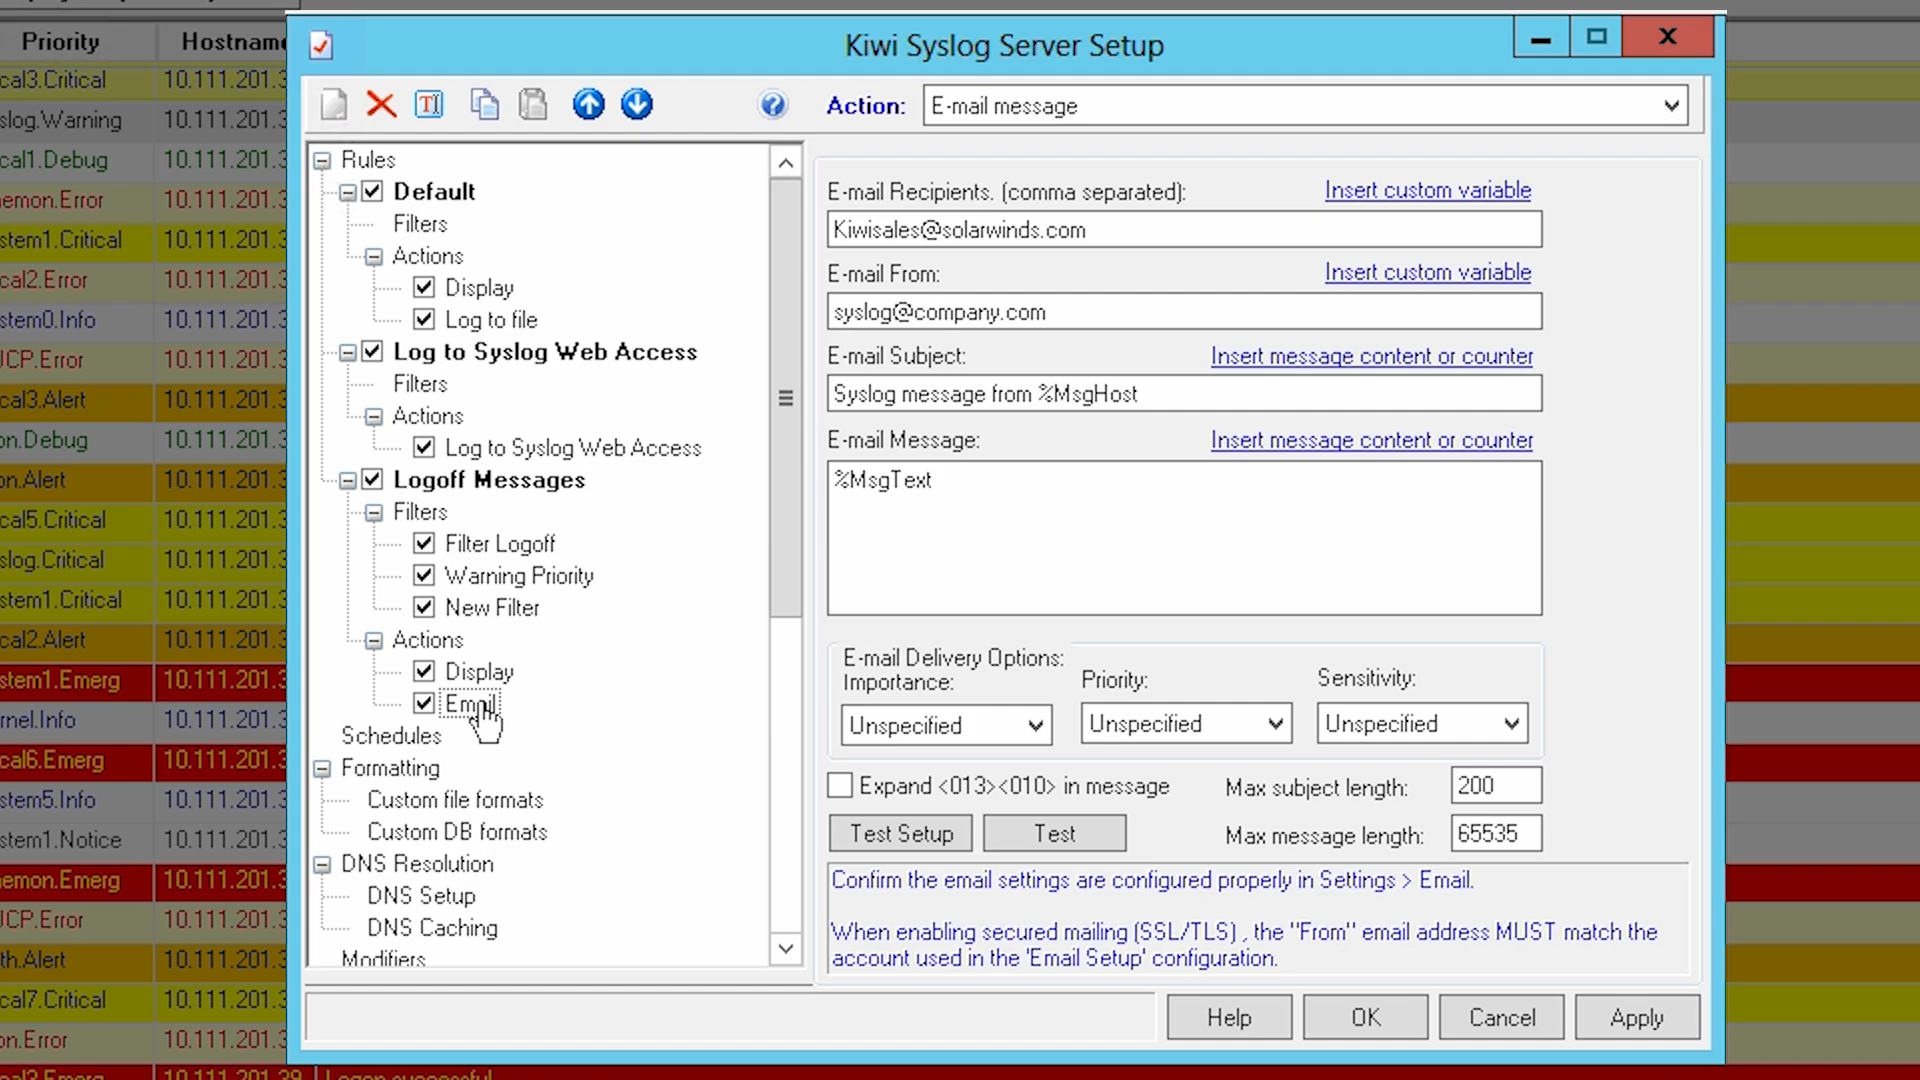 Priority Hostname
cal3.Critical 10.111.201.3
slog.Warning 10.111.201.3
cal1.Debug 10.111.201.3
emon.Error 10.111.201.3
stem1.Critical 10.111.201.3
cal2.Error 10.111.201.3
stem0.Info 10.111.201.3
JCP.Error 10.111.201.3
cal3.Alert 10.111.201.3
on.Debug 10.111.201.3
on.Alert 10.111.201.3
cal5.Critical 10.111.201.3
slog.Critical 10.111.201.3
stem1.Critical 10.111.201.3
cal2.Alert 10.111.201.3
stem1.Emerg 10.111.201.3
rnel.Info 10.111.201.3
cal6.Emerg 10.111.201.3
stem5.Info 10.111.201.3
stem1.Notice 10.111.201.3
emon.Emerg 10.111.201.3
JCP.Error 10.111.201.3
th.Alert 10.111.201.3
cal7.Critical 10.111.201.3
on.Error 10.111.201.3
cal3.Emerg 10.111.201.39 Logon successful
Kiwi Syslog Server Setup
Action: E-mail message
Rules
Default
Filters
Actions
Display
Log to file
Log to Syslog Web Access
Filters
Actions
Log to Syslog Web Access
Logoff Messages
Filters
Filter Logoff
Warning Priority
New Filter
Actions
Display
Email
Schedules
Formatting
Custom file formats
Custom DB formats
DNS Resolution
DNS Setup
DNS Caching
Modifiers
E-mail Recipients. (comma separated): Insert custom variable
Kiwisales@solarwinds.com
E-mail From: Insert custom variable
syslog@company.com
E-mail Subject: Insert message content or counter
Syslog message from %MsgHost
E-mail Message: Insert message content or counter
%MsgText
E-mail Delivery Options:
Importance: Priority: Sensitivity:
Unspecified Unspecified Unspecified
Expand <013><010> in message Max subject length: 200
Test Setup Test Max message length: 65535
Confirm the email settings are configured properly in Settings > Email.
When enabling secured mailing (SSL/TLS) , the "From" email address MUST match the
account used in the 'Email Setup' configuration.
Help OK Cancel Apply